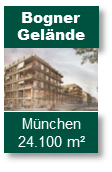 Bogner
Gelände
München
24.100 m²